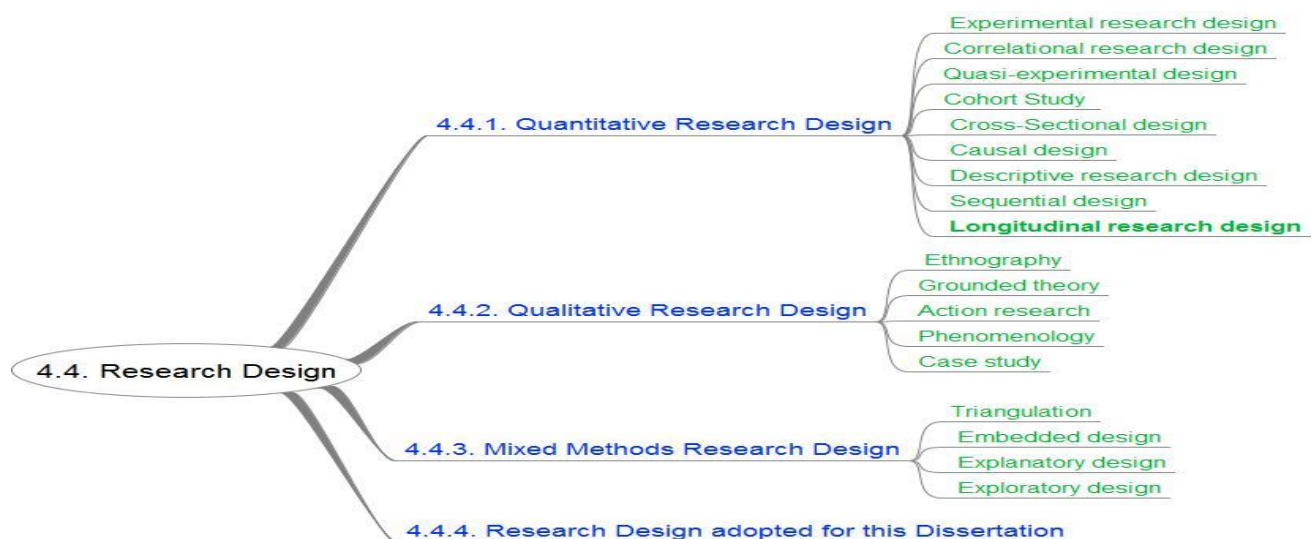 Experimental research design
Correlational research design
Quasi-experimental design
Cohort Study
4.4.1. Quantitative Research Design
Cross-Sectional design
Causal design
Descriptive research design
Sequential design
Longitudinal research design
Ethnography
Grounded theory
4.4.2. Qualitative Research Design
Action research
Phenomenology
Case study
4.4. Research Design
Triangulation
Embedded design
4.4.3. Mixed Methods Research Design
Explanatory design
Exploratory design
4.4.4. Research Design adopted for this Dissertation